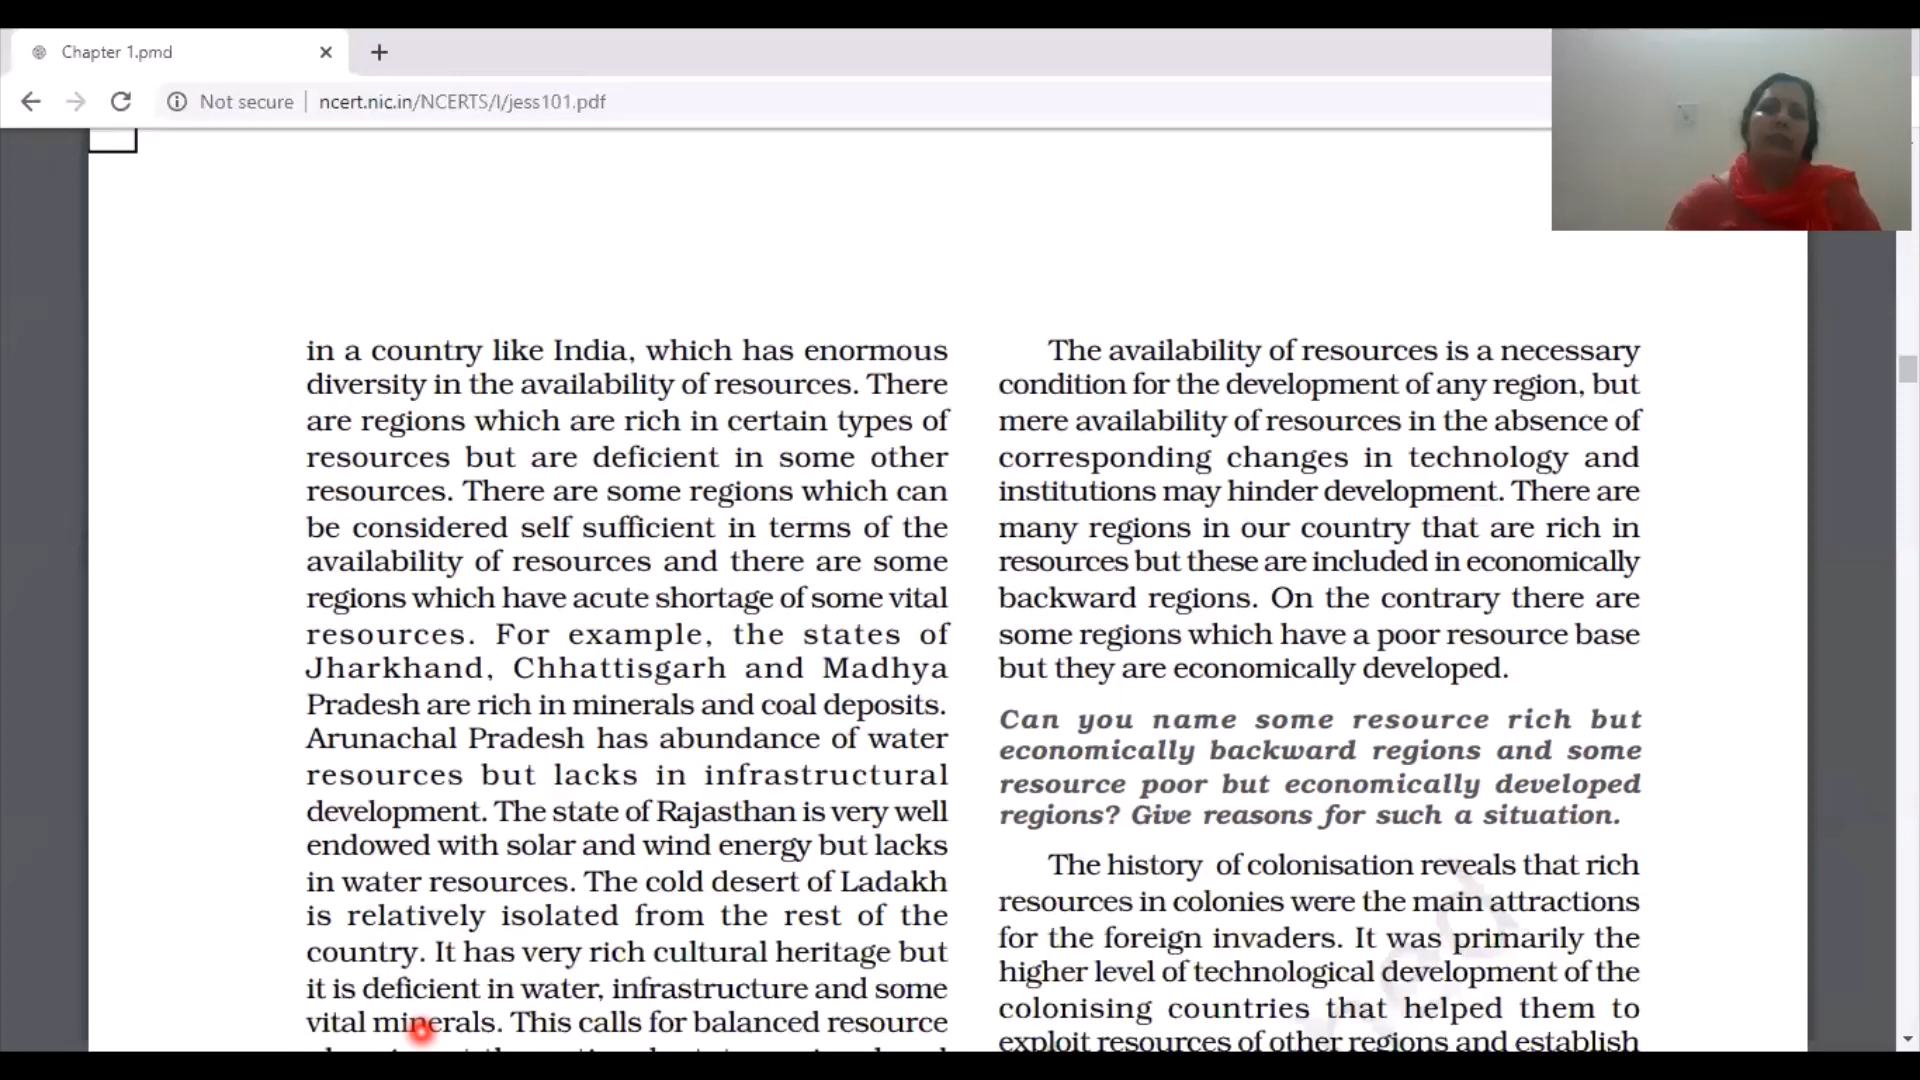 Chapter 1.pmd
Not secure
ncert.nic.in/NCERTS/l/jess101.pdf
in a country like India, which has enormous
diversity in the availability of resources. There
are regions which are rich in certain types of
resources but are deficient in some other
resources. There are some regions which can
be considered self sufficient in terms of the
availability of resources and there are some
regions which have acute shortage of some vital
resources. For example, the states of
Jharkhand, Chhattisgarh and Madhya
Pradesh are rich in minerals and coal deposits.
Arunachal Pradesh has abundance of water
resources but lacks in infrastructural
development. The state of Rajasthan is very well
endowed with solar and wind energy but lacks
in water resources. The cold desert of Ladakh
is relatively isolated from the rest of the
country. It has very rich cultural heritage but
it is deficient in water, infrastructure and some
vital minerals. This calls for balanced resource
The availability of resources is a necessary
condition for the development of any region, but
mere availability of resources in the absence of
corresponding changes in technology and
institutions may hinder development. There are
many regions in our country that are rich in
resources but these are included in economically
backward regions. On the contrary there are
some regions which have a poor resource base
but they are economically developed.
Can you name some resource rich but
economically backward regions and some
resource poor but economically developed
regions? Give reasons for such a situation.
The history of colonisation reveals that rich
resources in colonies were the main attractions
for the foreign invaders. It was primarily the
higher level of technological development of the
colonising countries that helped them to
exploit resources of other regions and establish